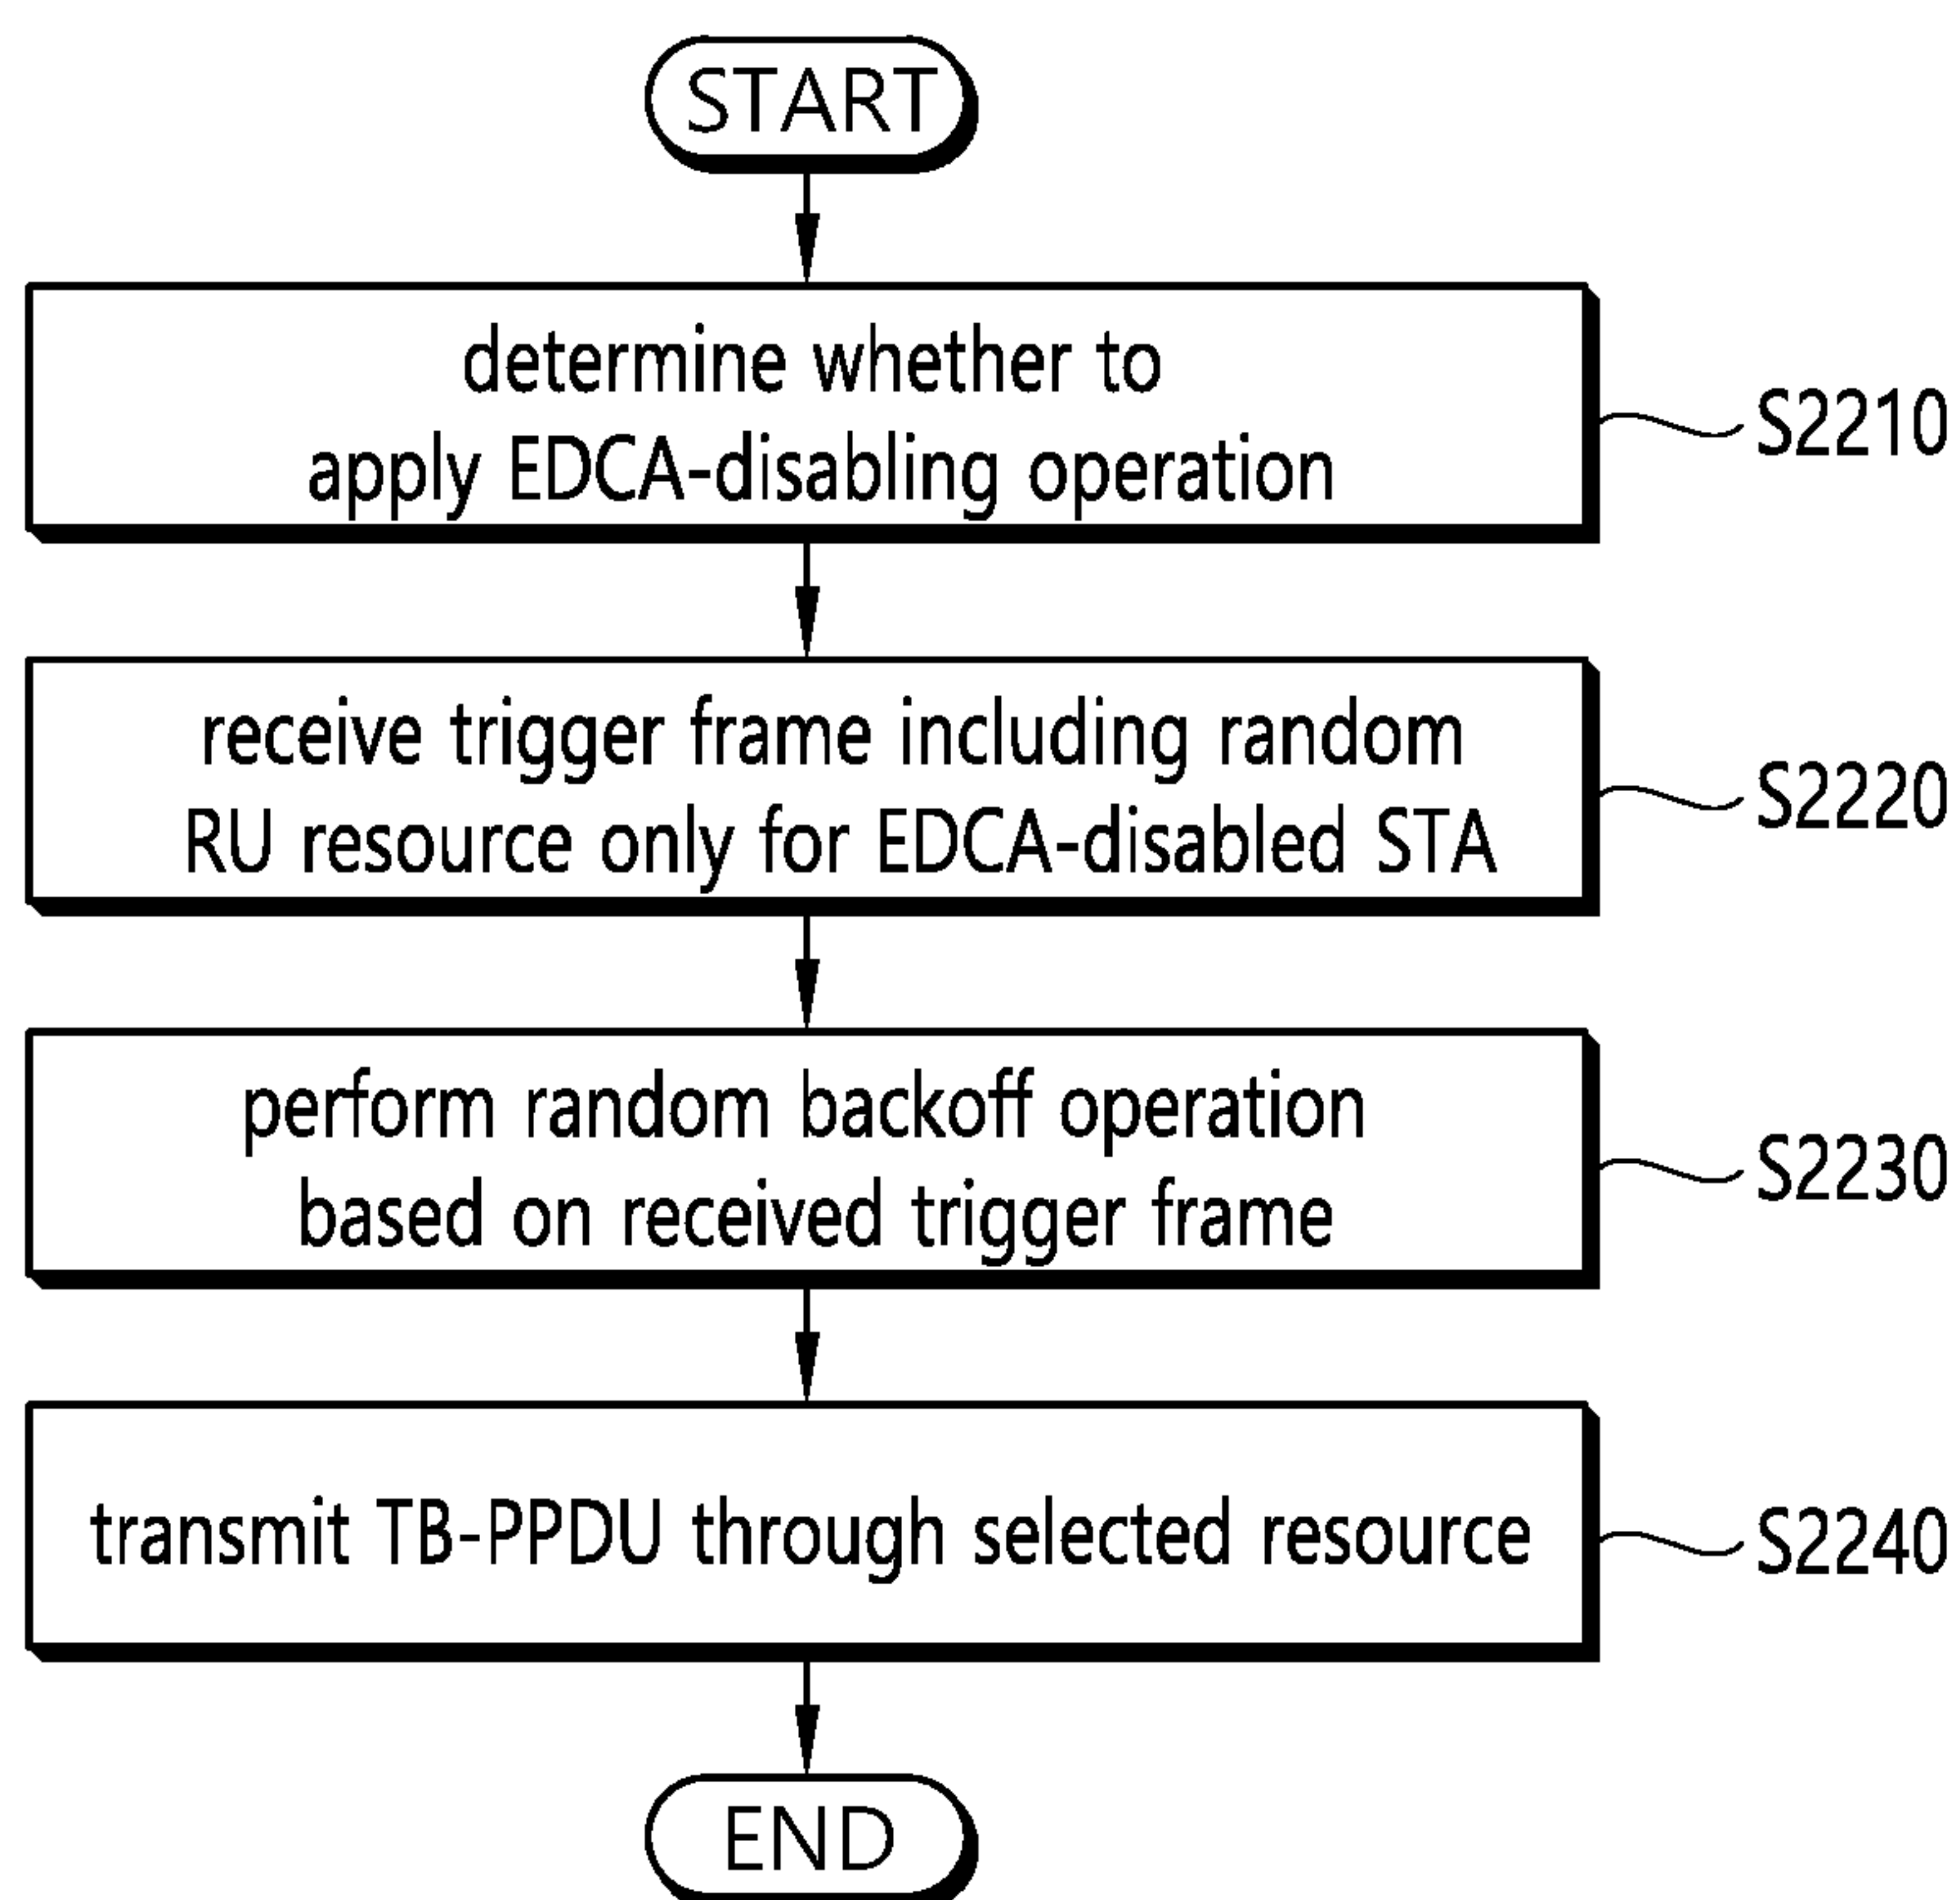 START
determine whether to
apply EDCA-disabling operation
S2210
receive trigger frame including random
RU resource only for EDCA-disabled STA
S2220
perform random backoff operation
based on received trigger frame
S2230
transmit TB-PPDU through selected resource
S2240
END